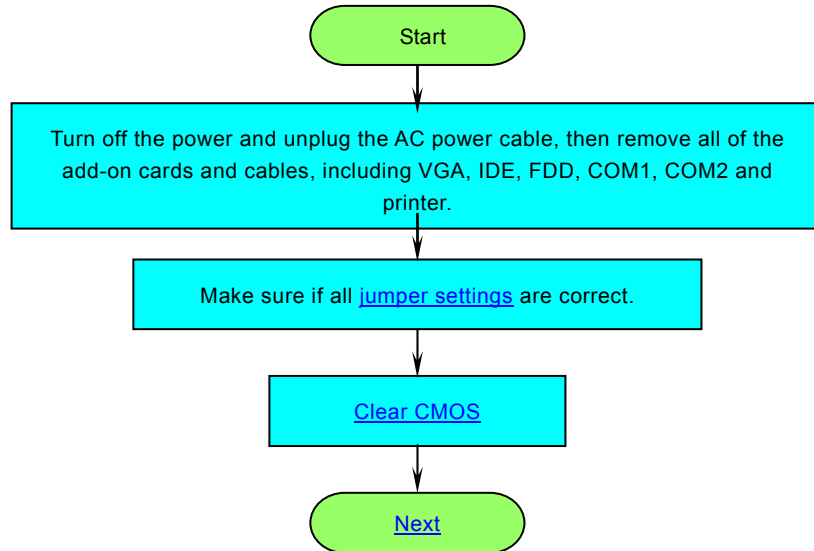 Start
Turn off the power and unplug the AC power cable, then remove all of the
add-on cards and cables, including VGA, IDE, FDD, COM1, COM2 and
printer.
Make sure if all jumper settings are correct.
Clear CMOS
Next